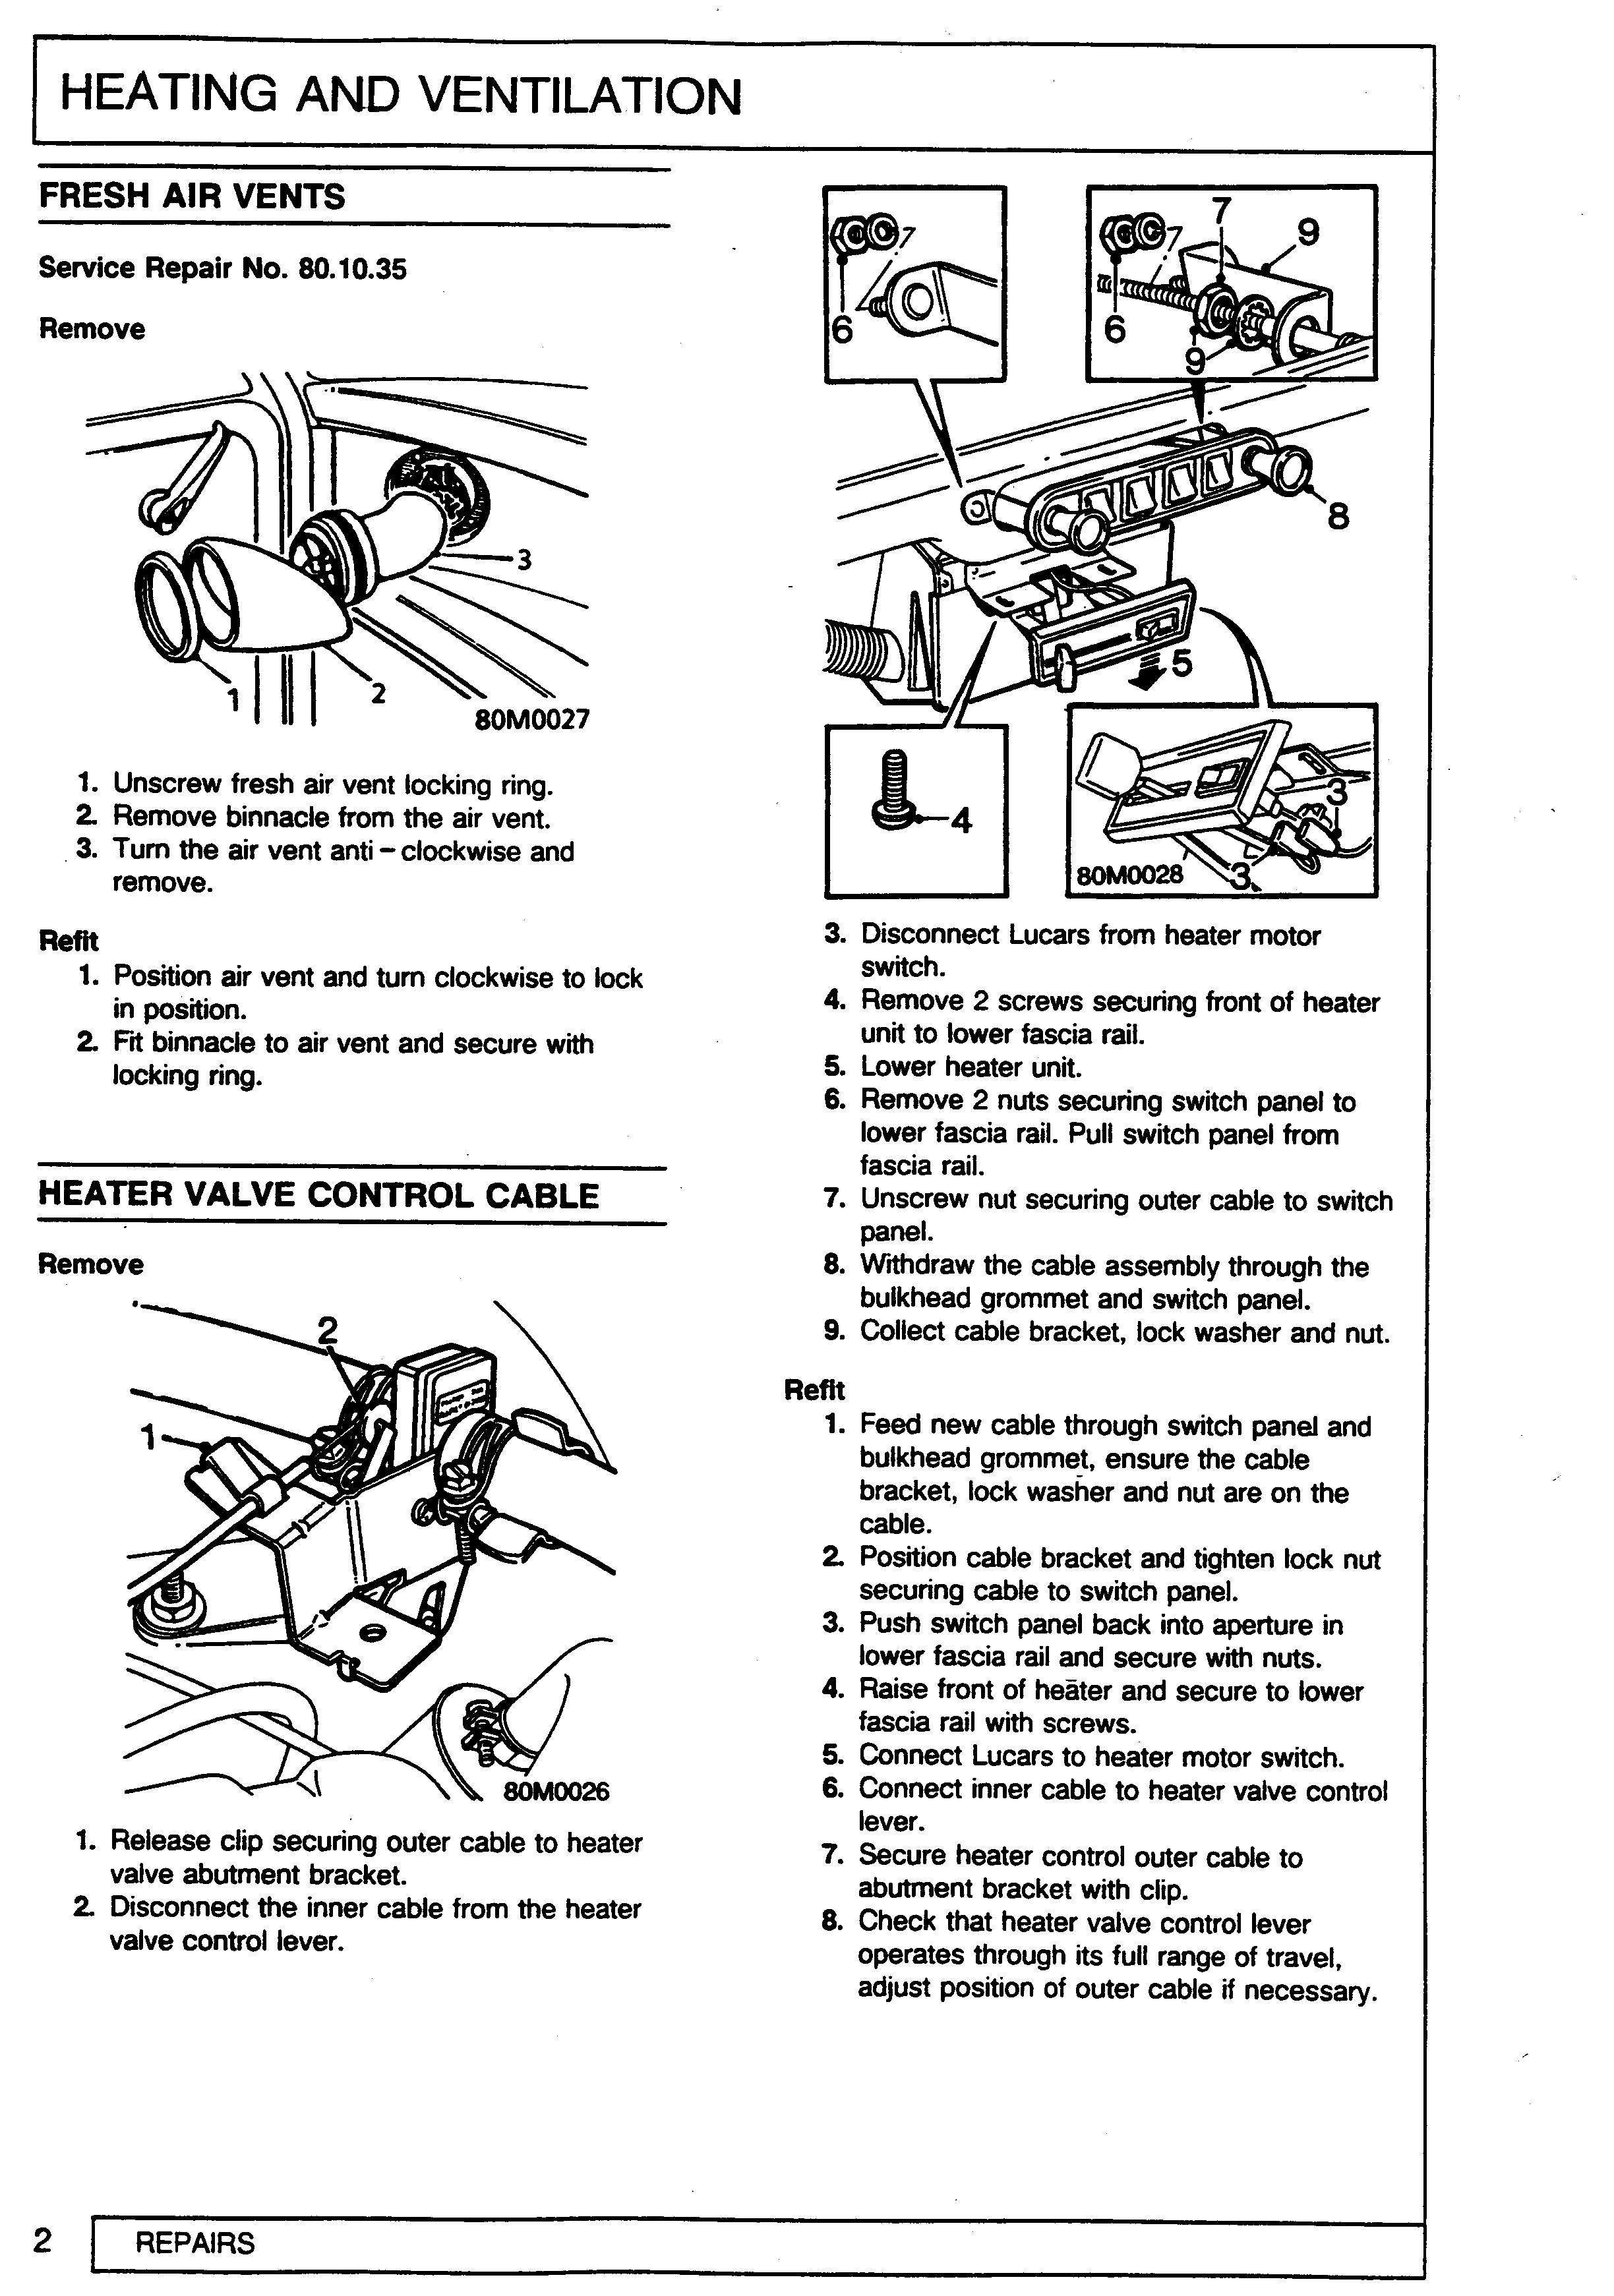 HEATING AND VENTILATION
FRESH AIR VENTS
Service Repair No. 80.10.35
Remove
3
1
2
80M0027
1. Unscrew fresh air vent locking ring.
2. Remove binnacle from the air vent.
3. Turn the air vent anti – clockwise and
remove.
Refit
1. Position air vent and turn clockwise to lock
in position.
2. Fit binnacle to air vent and secure with
locking ring.
HEATER VALVE CONTROL CABLE
Remove
2
1
80M0026
1. Release clip securing outer cable to heater
valve abutment bracket.
2. Disconnect the inner cable from the heater
valve control lever.
7
9
6
6
9
8
5
4
3
80M0028
3
3. Disconnect Lucars from heater motor
switch.
4. Remove 2 screws securing front of heater
unit to lower fascia rail.
5. Lower heater unit.
6. Remove 2 nuts securing switch panel to
lower fascia rail. Pull switch panel from
fascia rail.
7. Unscrew nut securing outer cable to switch
panel.
8. Withdraw the cable assembly through the
bulkhead grommet and switch panel.
9. Collect cable bracket, lock washer and nut.
Refit
1. Feed new cable through switch panel and
bulkhead grommet, ensure the cable
bracket, lock washer and nut are on the
cable.
2. Position cable bracket and tighten lock nut
securing cable to switch panel.
3. Push switch panel back into aperture in
lower fascia rail and secure with nuts.
4. Raise front of heater and secure to lower
fascia rail with screws.
5. Connect Lucars to heater motor switch.
6. Connect inner cable to heater valve control
lever.
7. Secure heater control outer cable to
abutment bracket with clip.
8. Check that heater valve control lever
operates through its full range of travel,
adjust position of outer cable if necessary.
2
REPAIRS